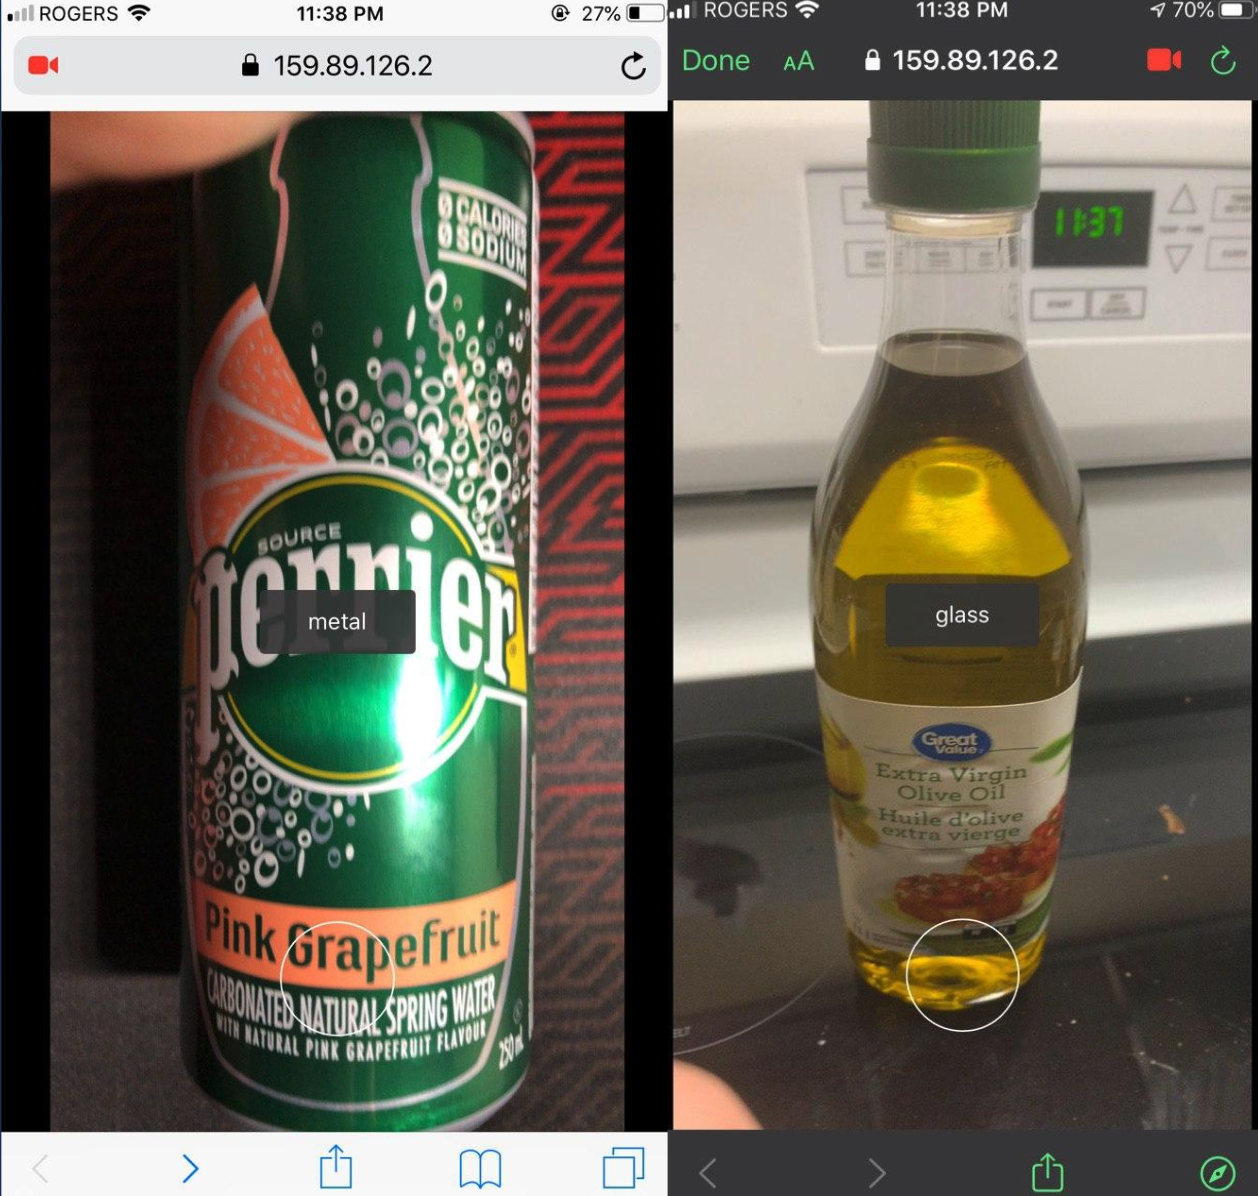 ROGERS
11:38 PM
27%
159.89.126.2
0 CALORIES
0 SODIUM
SOURCE
perrier
metal
Pink Grapefruit
CARBONATED NATURAL SPRING WATER
WITH NATURAL PINK GRAPEFRUIT FLAVOUR
250 mL
ROGERS
11:38 PM
70%
Done
AA
159.89.126.2
11:37
START
glass
Great
Value
Extra Virgin
Olive Oil
Huile d'olive
extra vierge